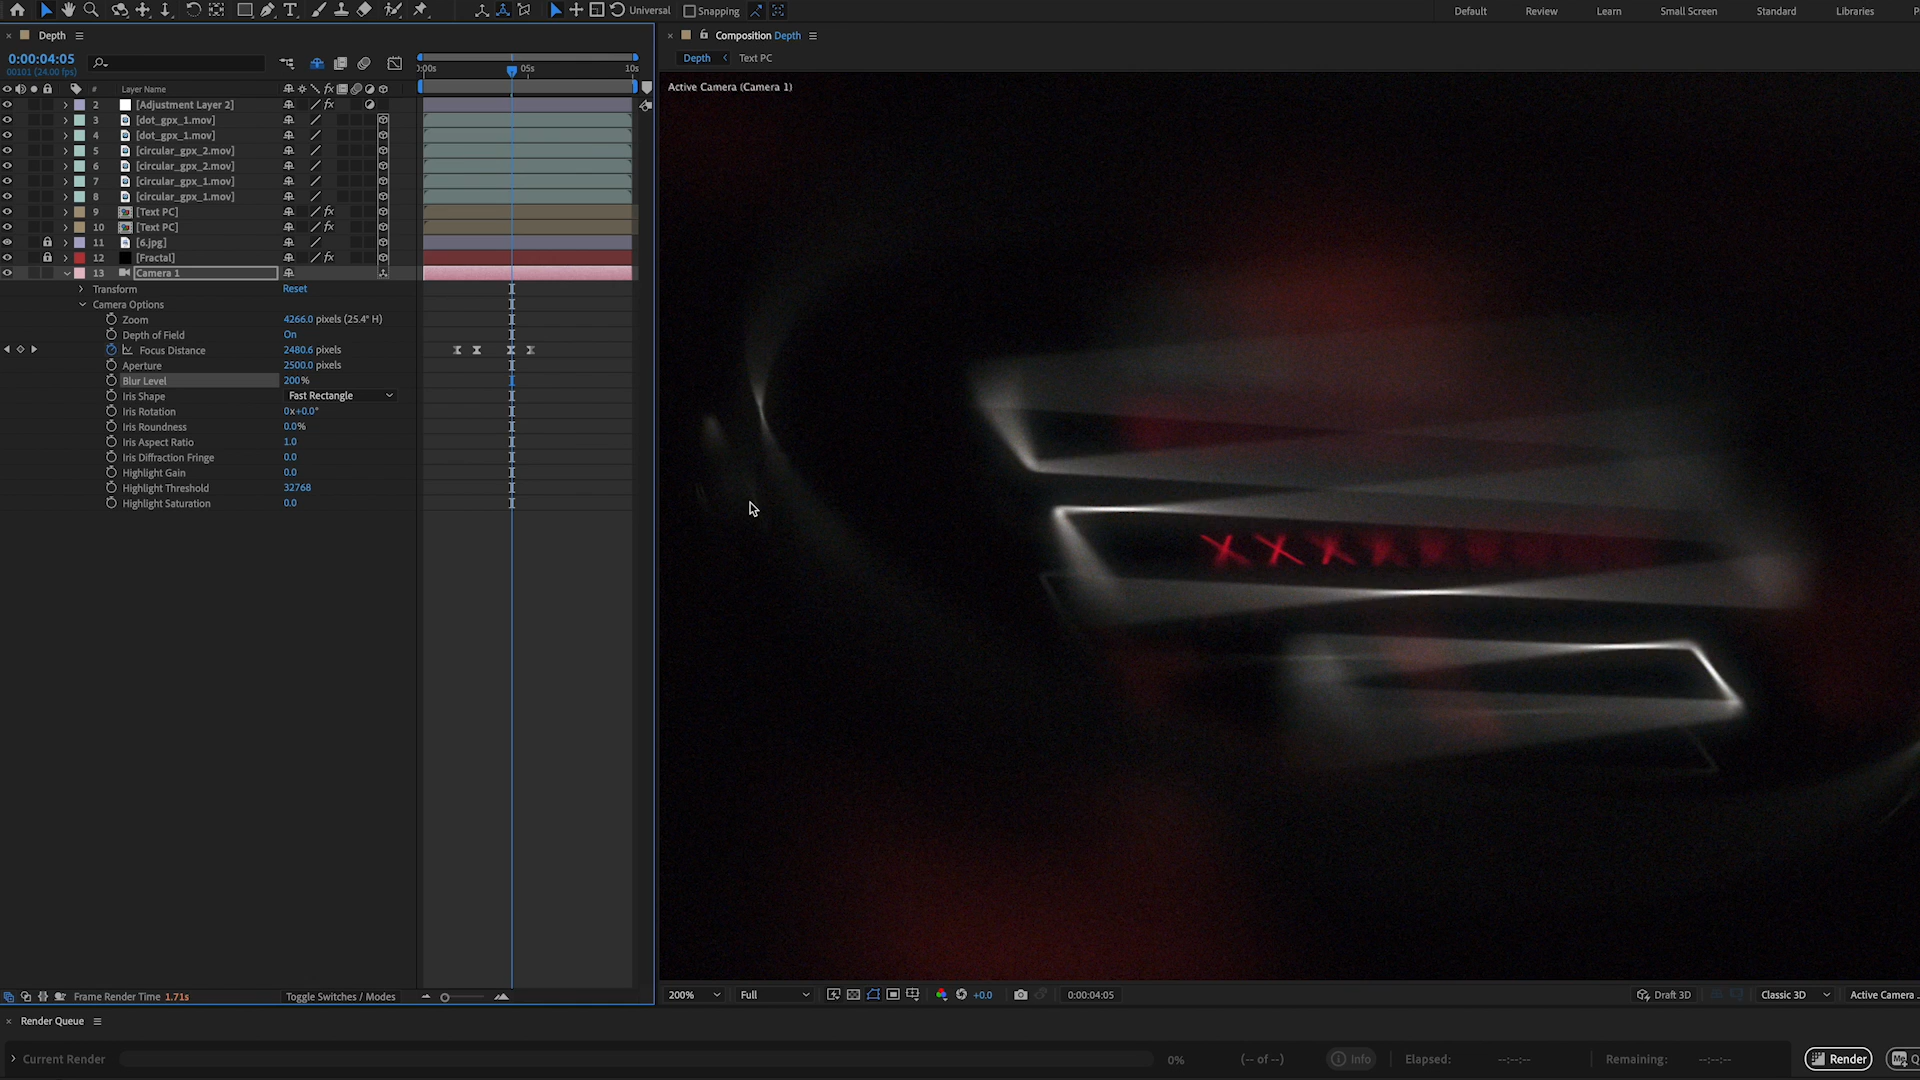 Universal
Snapping
Default
Review
Learn
Small Screen
Standard
Libraries
Depth
Composition Depth
0:00:04:05
00101 (24.00 fps)
:00s
05s
10s
Depth
Text PC
# Layer Name
fx
Active Camera (Camera 1)
2 [Adjustment Layer 2] fx
3 [dot_gpx_1.mov]
4 [dot_gpx_1.mov]
5 [circular_gpx_2.mov]
6 [circular_gpx_2.mov]
7 [circular_gpx_1.mov]
8 [circular_gpx_1.mov]
9 [Text PC] fx
10 [Text PC] fx
11 [6.jpg]
12 [Fractal] fx
13 Camera 1
Transform Reset
Camera Options
Zoom 4266.0 pixels (25.4° H)
Depth of Field On
Focus Distance 2480.6 pixels
Aperture 2500.0 pixels
Blur Level 200%
Iris Shape Fast Rectangle
Iris Rotation 0x+0.0°
Iris Roundness 0.0%
Iris Aspect Ratio 1.0
Iris Diffraction Fringe 0.0
Highlight Gain 0.0
Highlight Threshold 32768
Highlight Saturation 0.0
Frame Render Time 1.71s
Toggle Switches / Modes
200%
Full
+0.0
0:00:04:05
Draft 3D
Classic 3D
Active Camera ...
Render Queue
Current Render
0%
(-- of --)
Info
Elapsed: --:--:--
Remaining: --:--:--
Render